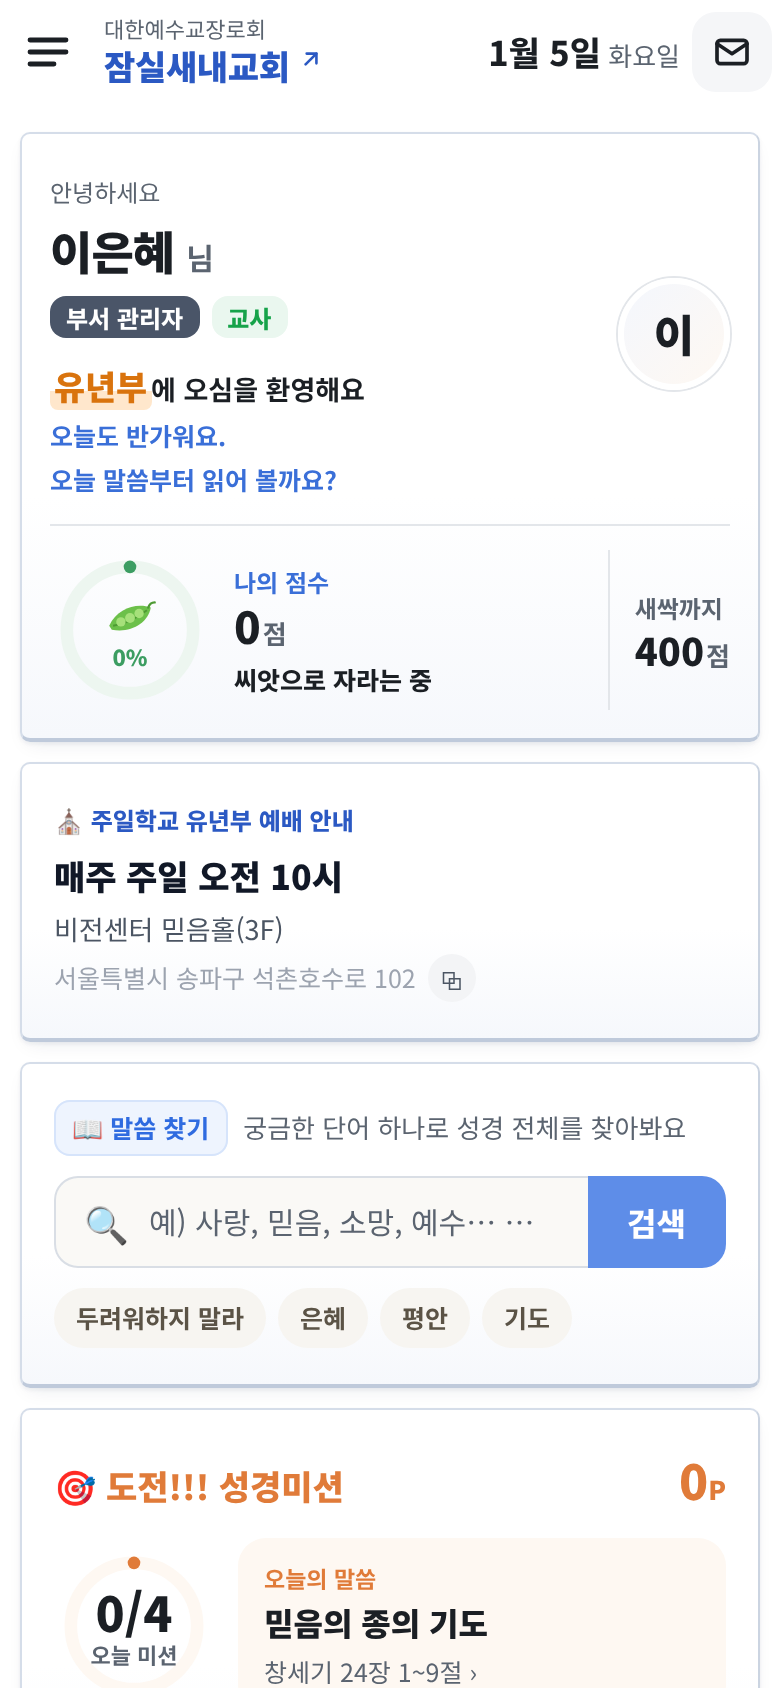 대한예수교장로회
잠실새내교회 ↗
1월 5일 화요일
안녕하세요
이은혜 님
부서 관리자 교사
이
유년부에 오심을 환영해요
오늘도 반가워요.
오늘 말씀부터 읽어 볼까요?
0%
나의 점수
0점
씨앗으로 자라는 중
새싹까지
400점
주일학교 유년부 예배 안내
매주 주일 오전 10시
비전센터 믿음홀(3F)
서울특별시 송파구 석촌호수로 102
말씀 찾기 궁금한 단어 하나로 성경 전체를 찾아봐요
예) 사랑, 믿음, 소망, 예수… … 검색
두려워하지 말라 은혜 평안 기도
도전!!! 성경미션 0P
0/4
오늘 미션
오늘의 말씀
믿음의 종의 기도
창세기 24장 1~9절 ›